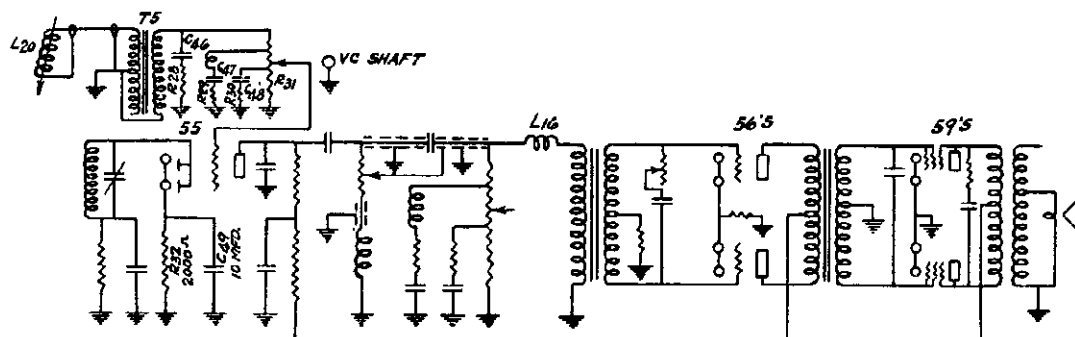 T5
L20
C46
R28
C47
R29
R30
C48
R31
VC SHAFT
55
L16
56'S
59'S
R32
2000 Ω
C49
10 MFD.